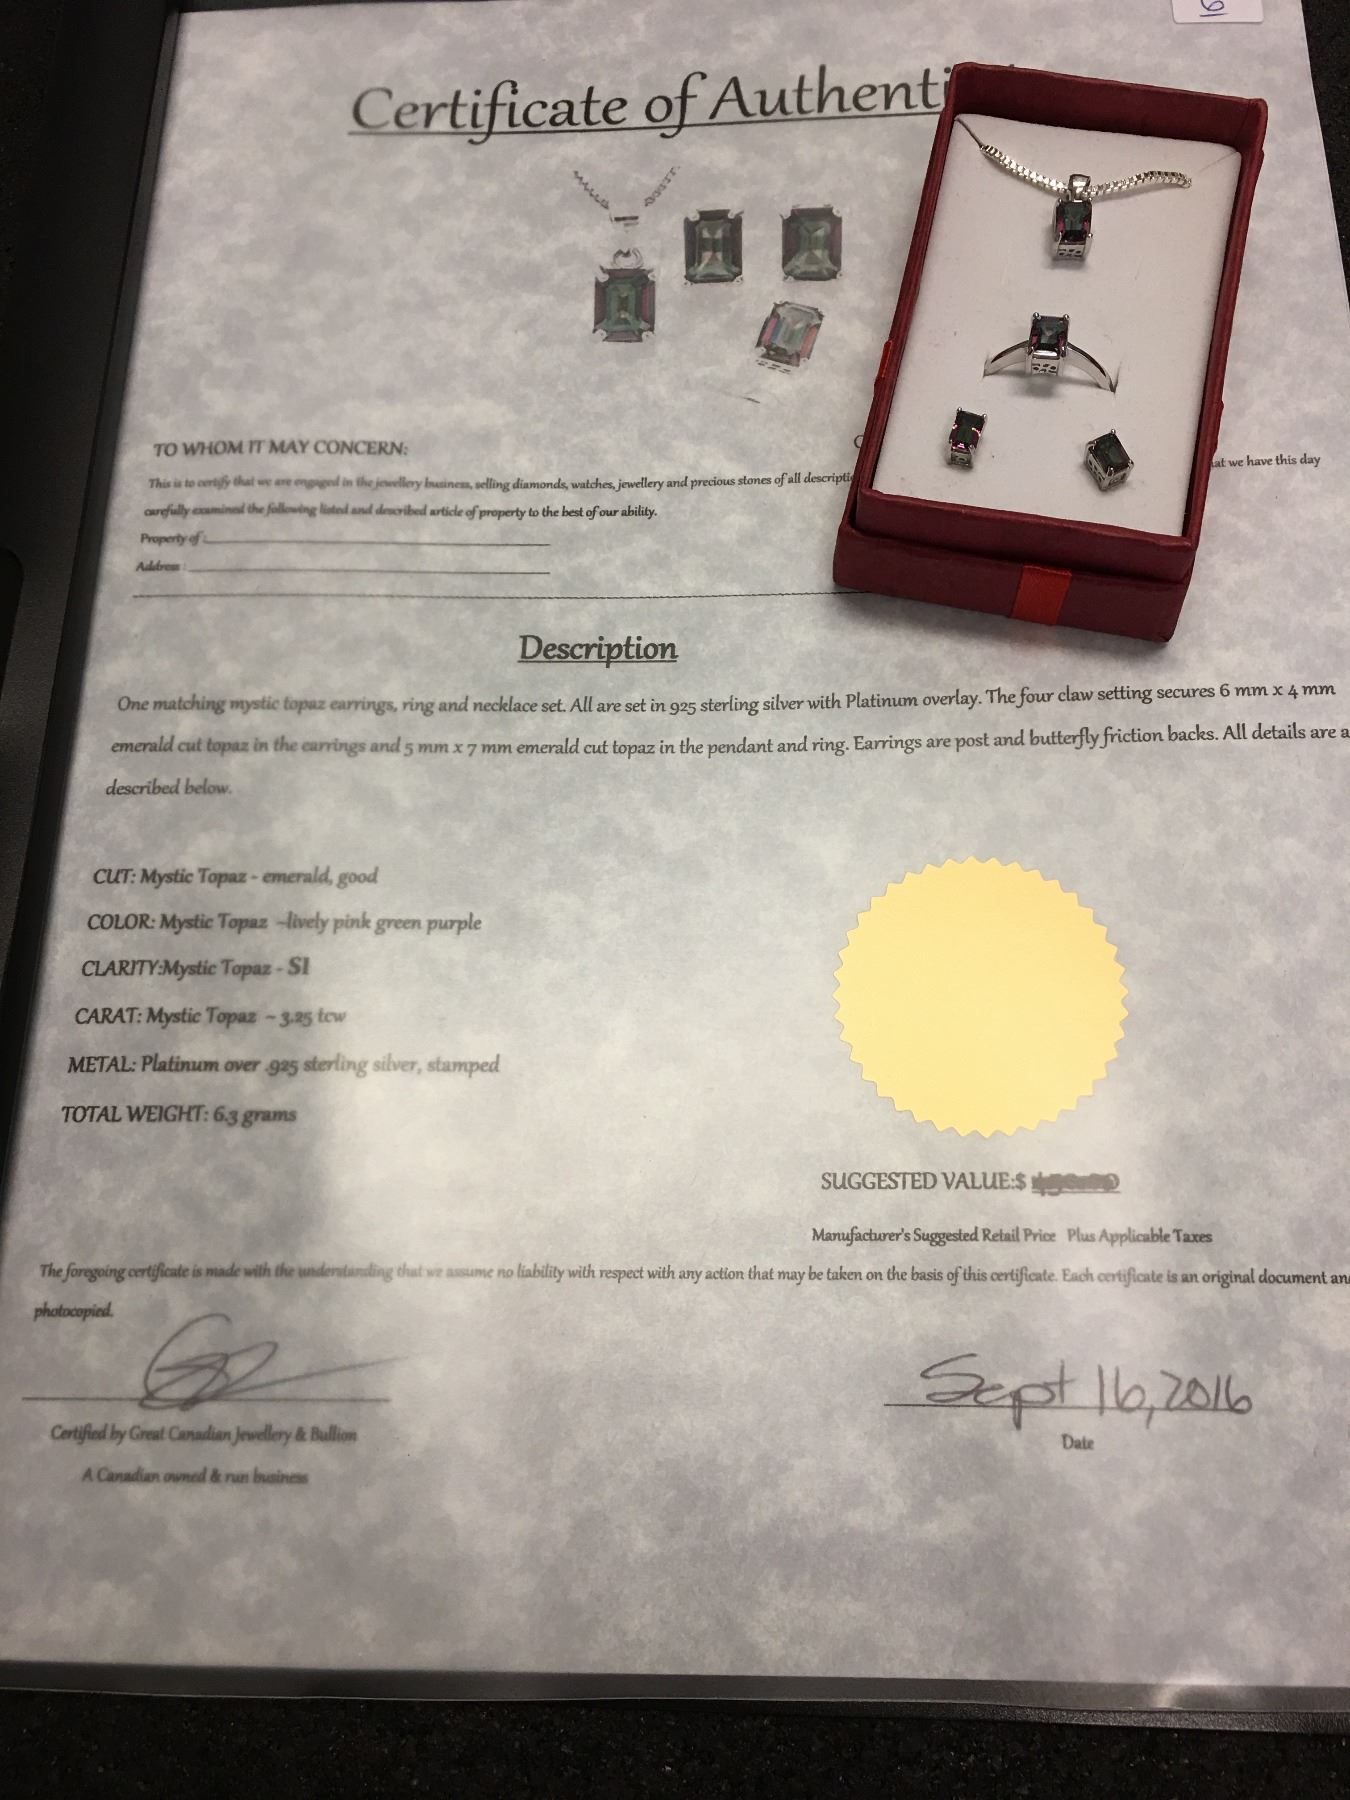 6
Certificate of Authenti
TO WHOM IT MAY CONCERN:
This is to certify that we are engaged in the jewellery business, selling diamonds, watches, jewellery and precious stones of all descripti at we have this day
carefully examined the following listed and described article of property to the best of our ability.
Property of:
Address:
Description
One matching mystic topaz earrings, ring and necklace set. All are set in 925 sterling silver with Platinum overlay. The four claw setting secures 6 mm x 4 mm
emerald cut topaz in the earrings and 5 mm x 7 mm emerald cut topaz in the pendant and ring. Earrings are post and butterfly friction backs. All details are a
described below.
CUT: Mystic Topaz - emerald, good
COLOR: Mystic Topaz -lively pink green purple
CLARITY:Mystic Topaz - SI
CARAT: Mystic Topaz - 3.25 tcw
METAL: Platinum over .925 sterling silver, stamped
TOTAL WEIGHT: 6.3 grams
SUGGESTED VALUE:$
Manufacturer's Suggested Retail Price Plus Applicable Taxes
The foregoing certificate is made with the understanding that we assume no liability with respect with any action that may be taken on the basis of this certificate. Each certificate is an original document an
photocopied.
Sept 16, 2016
Certified by Great Canadian Jewellery & Bullion
Date
A Canadian owned & run business